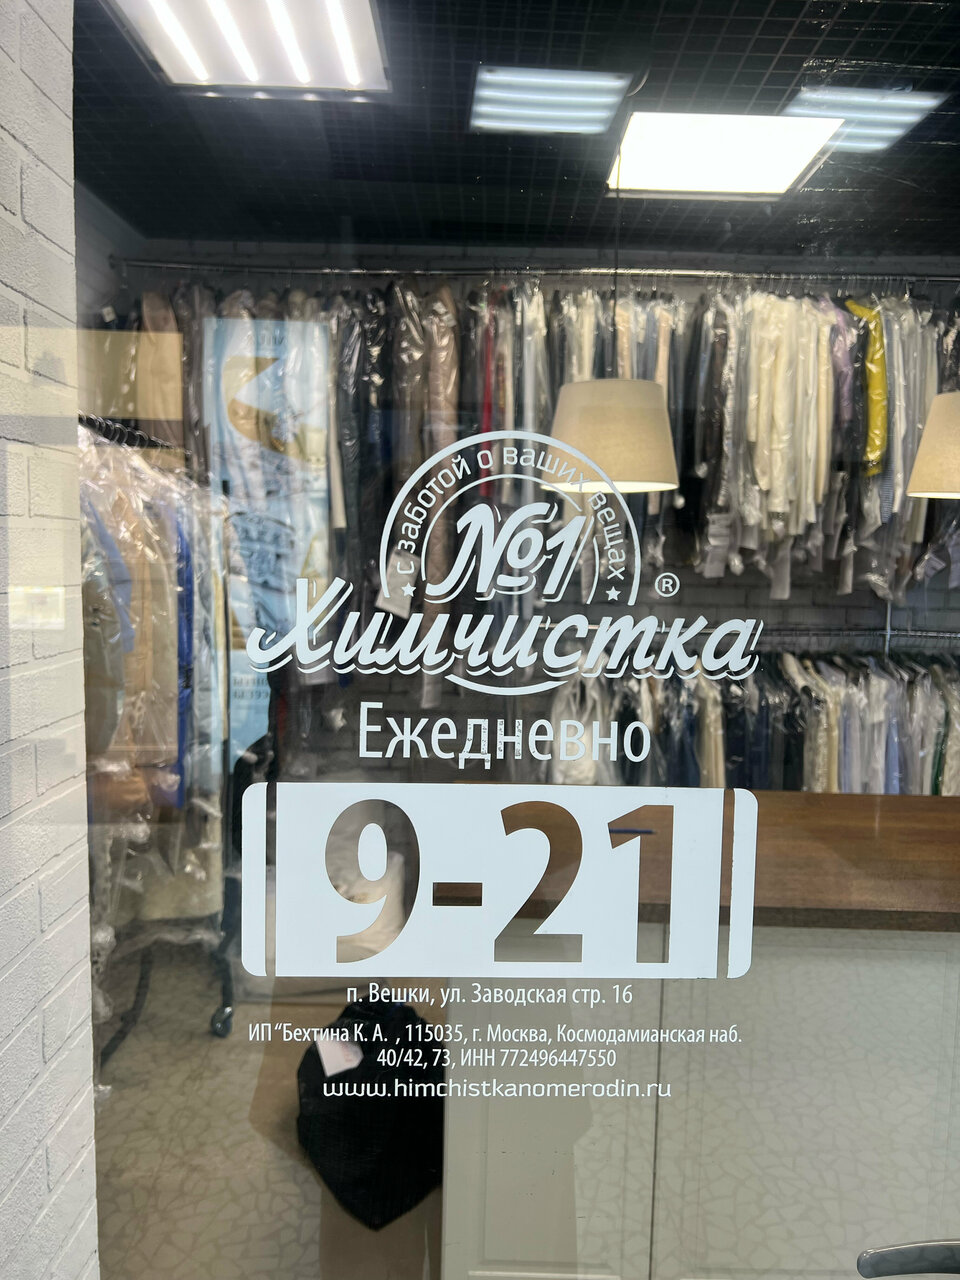 с заботой о ваших вещах
№1
®
Химчистка
Ежедневно
9-21
п. Вешки, ул. Заводская стр. 16
ИП “Бехтина К. А. , 115035, г. Москва, Космодамианская наб.
40/42, 73, ИНН 772496447550
www.himchistkanomerodin.ru